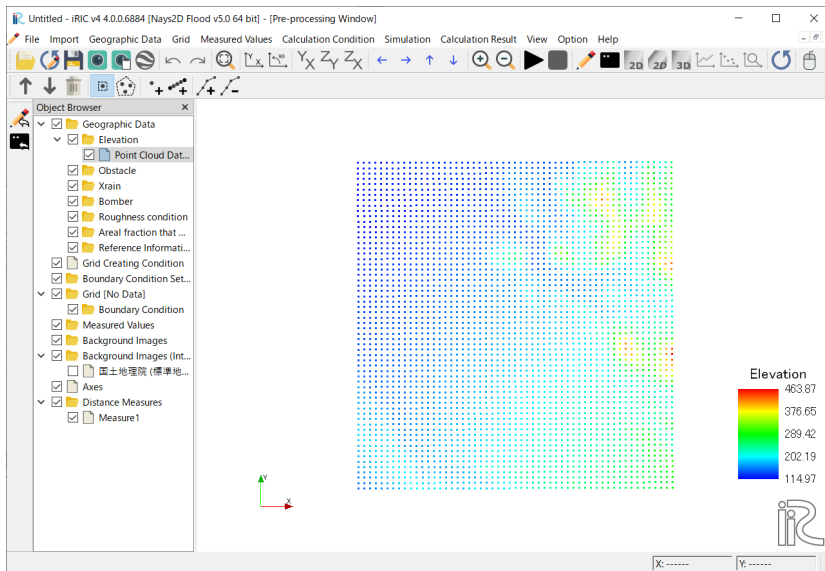 Untitled - iRIC v4 4.0.0.6884 [Nays2D Flood v5.0 64 bit] - [Pre-processing Window]
File Import Geographic Data Grid Measured Values Calculation Condition Simulation Calculation Result View Option Help
Object Browser
Geographic Data
Elevation
Point Cloud Dat...
Obstacle
Xrain
Bomber
Roughness condition
Areal fraction that ...
Reference Informati...
Grid Creating Condition
Boundary Condition Set...
Grid [No Data]
Boundary Condition
Measured Values
Background Images
Background Images (Int...
国土地理院 (標準地...
Axes
Distance Measures
Measure1
Y
X
Elevation
463.87
376.65
289.42
202.19
114.97
iRIC
X: ------
Y: ------